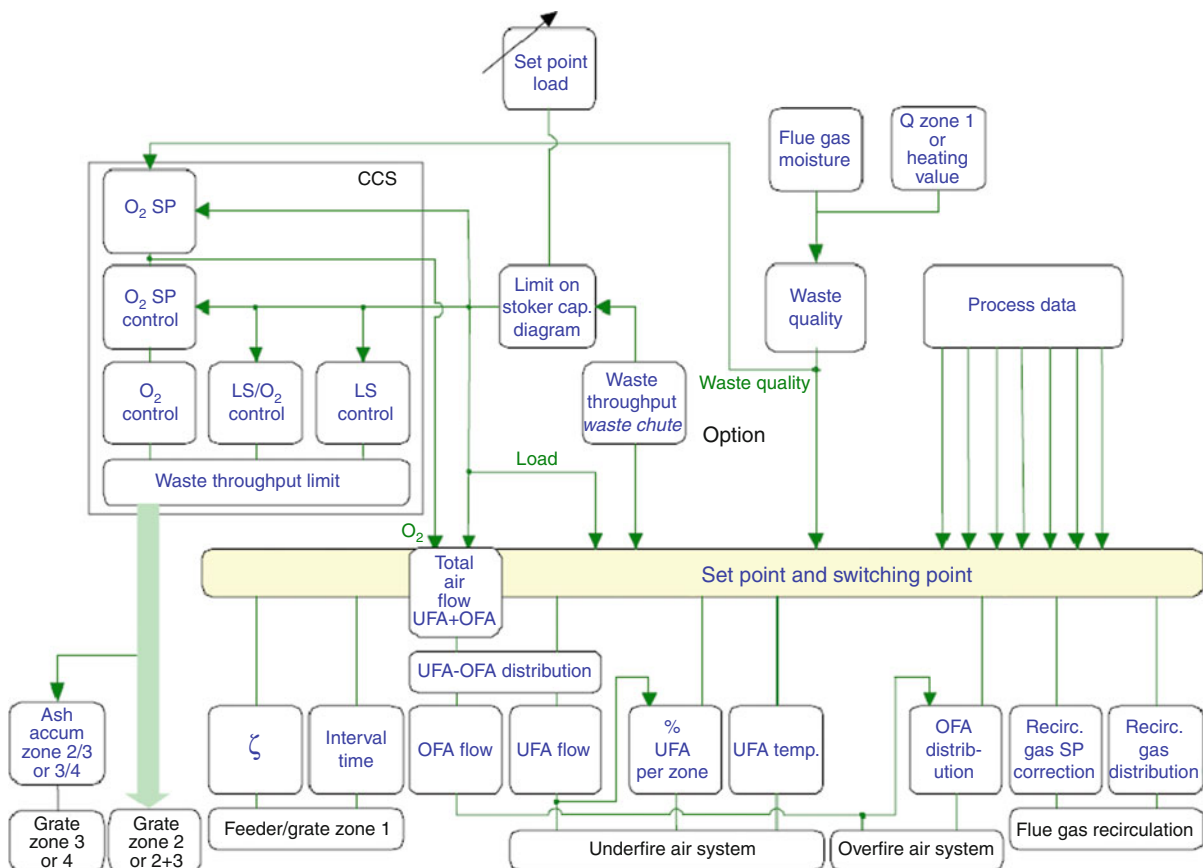 Set point
load
Flue gas
moisture
Q zone 1
or
heating
value
CCS
O₂ SP
O₂ SP
control
Limit on
stoker cap.
diagram
Waste
quality
Process data
O₂
control
LS/O₂
control
LS
control
Waste
throughput
waste chute
Waste quality
Option
Waste throughput limit
Load
O₂
Total
air
flow
UFA+OFA
Set point and switching point
UFA-OFA distribution
Ash
accum
zone 2/3
or 3/4
ζ
Interval
time
OFA flow
UFA flow
%
UFA
per zone
UFA temp.
OFA
distrib-
ution
Recirc.
gas SP
correction
Recirc.
gas
distribution
Grate
zone 3
or 4
Grate
zone 2
or 2+3
Feeder/grate zone 1
Underfire air system
Overfire air system
Flue gas recirculation